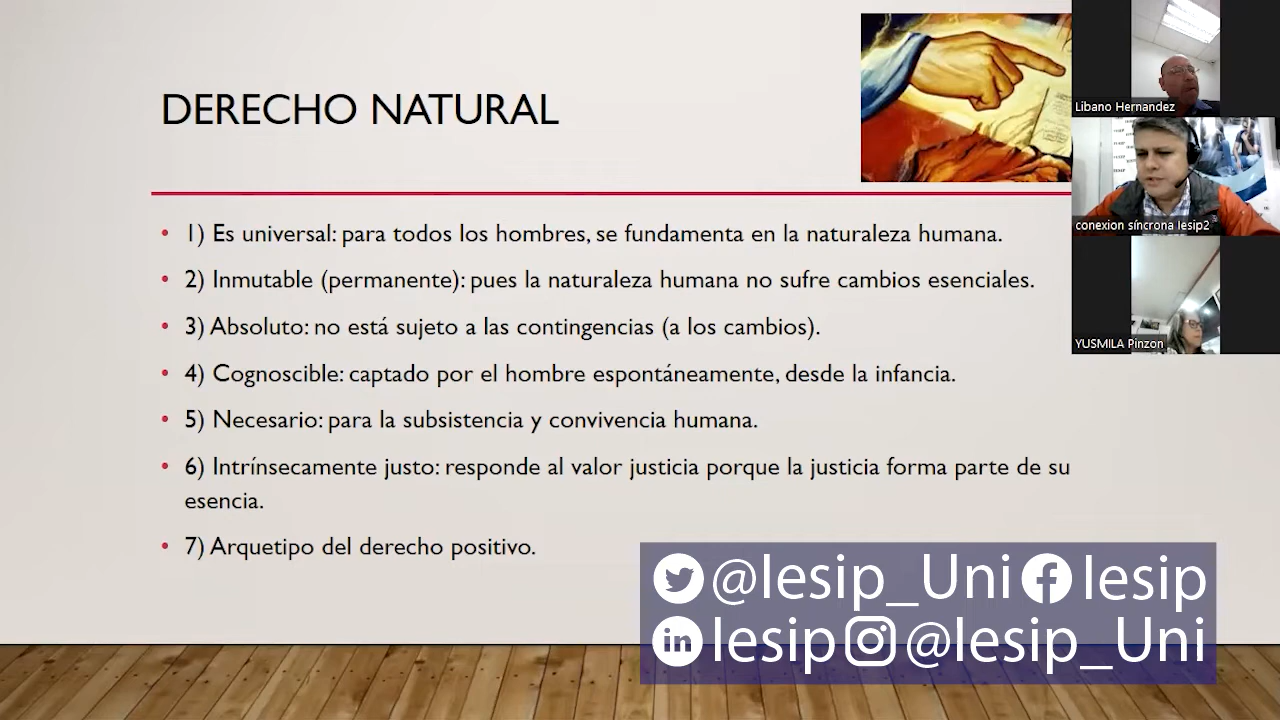 DERECHO NATURAL
• 1) Es universal: para todos los hombres, se fundamenta en la naturaleza humana.
• 2) Inmutable (permanente): pues la naturaleza humana no sufre cambios esenciales.
• 3) Absoluto: no está sujeto a las contingencias (a los cambios).
• 4) Cognoscible: captado por el hombre espontáneamente, desde la infancia.
• 5) Necesario: para la subsistencia y convivencia humana.
• 6) Intrínsecamente justo: responde al valor justicia porque la justicia forma parte de su
esencia.
• 7) Arquetipo del derecho positivo.
Libano Hernandez
conexion síncrona Iesip2
YUSMILA Pinzon
@Iesip_Uni Iesip
in Iesip @Iesip_Uni